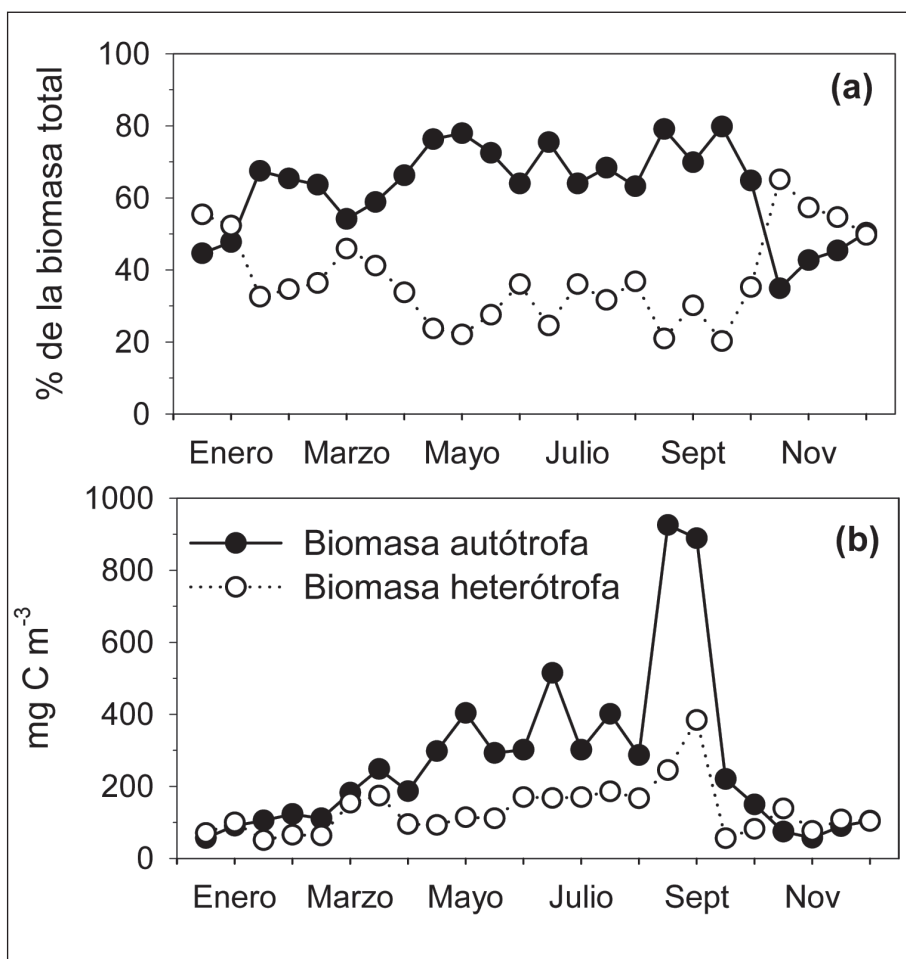 100
(a)
80
60
40
20
0
% de la biomasa total
Enero Marzo Mayo Julio Sept Nov
1000
Biomasa autótrofa
(b)
800
Biomasa heterótrofa
600
400
200
0
mg C m⁻³
Enero Marzo Mayo Julio Sept Nov